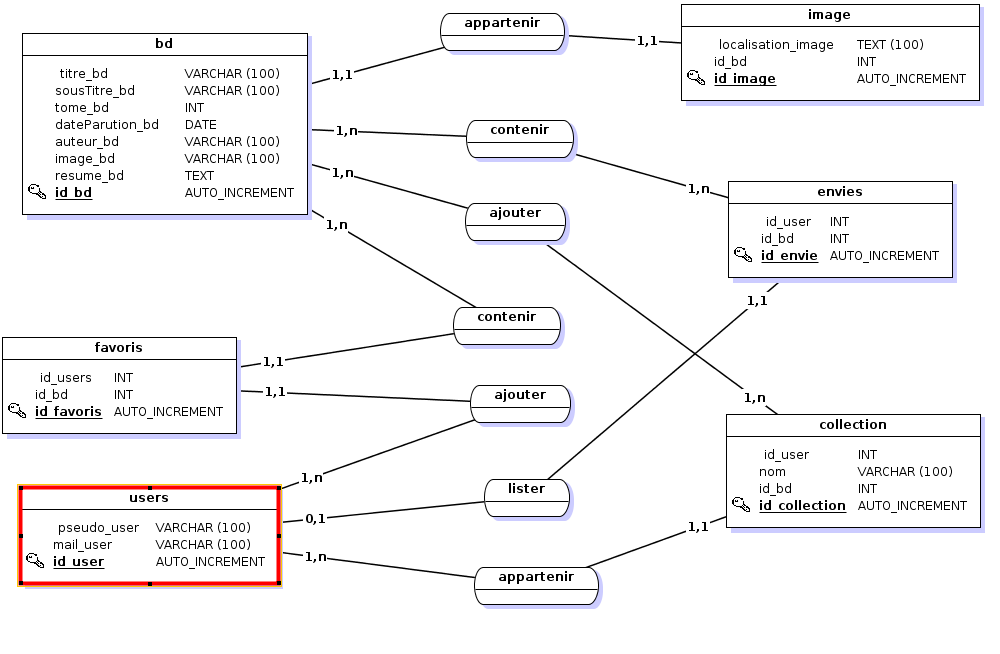 bd
titre_bd VARCHAR (100)
sousTitre_bd VARCHAR (100)
tome_bd INT
dateParution_bd DATE
auteur_bd VARCHAR (100)
image_bd VARCHAR (100)
resume_bd TEXT
id_bd AUTO_INCREMENT
appartenir
1,1
1,1
image
localisation_image TEXT (100)
id_bd INT
id_image AUTO_INCREMENT
contenir
1,n
1,n
envies
id_user INT
id_bd INT
id_envie AUTO_INCREMENT
ajouter
1,n
1,n
contenir
1,n
1,1
favoris
id_users INT
id_bd INT
id_favoris AUTO_INCREMENT
ajouter
1,1
1,n
collection
id_user INT
nom VARCHAR (100)
id_bd INT
id_collection AUTO_INCREMENT
users
pseudo_user VARCHAR (100)
mail_user VARCHAR (100)
id_user AUTO_INCREMENT
lister
0,1
1,1
appartenir
1,n
1,1